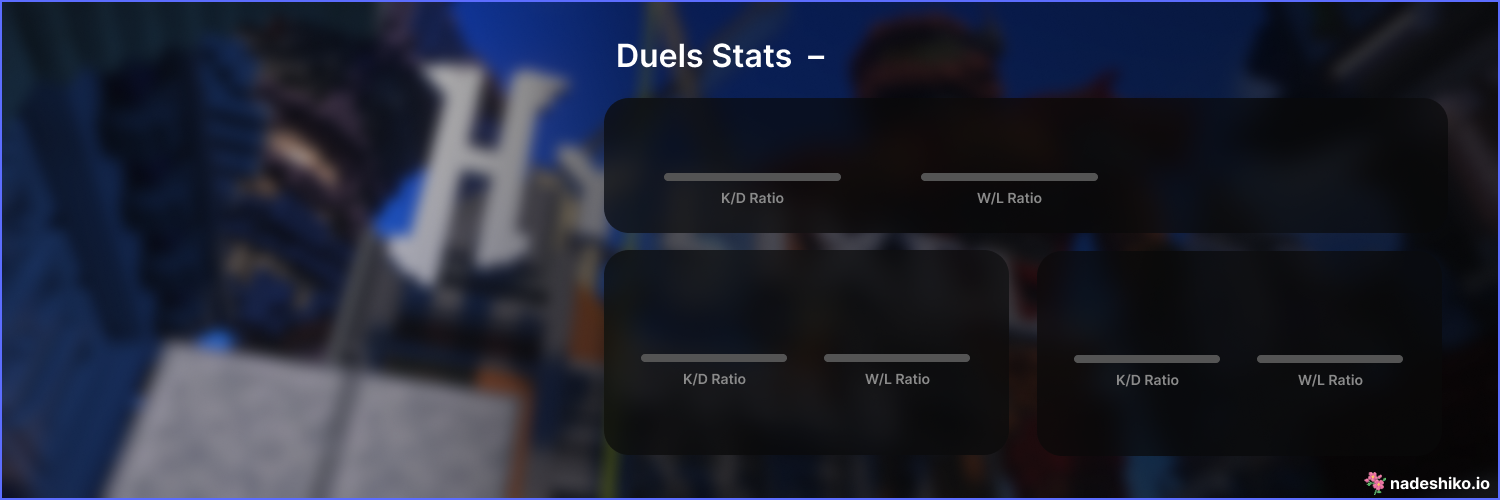 Duels Stats –
K/D Ratio
W/L Ratio
K/D Ratio
W/L Ratio
K/D Ratio
W/L Ratio
nadeshiko.io